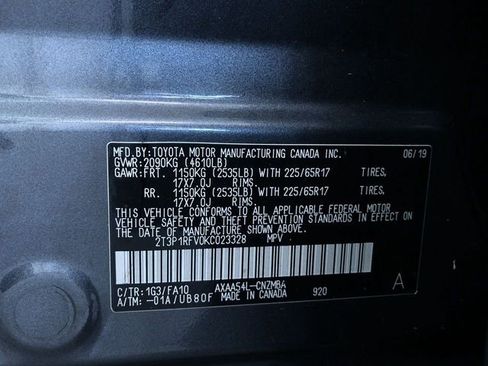 MFD.BY:TOYOTA MOTOR MANUFACTURING CANADA INC. 06/19
GVWR:2090KG (4610LB)
GAWR:FRT. 1150KG (2535LB) WITH 225/65R17 TIRES,
17X7.0J RIMS.
RR. 1150KG (2535LB) WITH 225/65R17 TIRES,
17X7.0J RIMS.
THIS VEHICLE CONFORMS TO ALL APPLICABLE FEDERAL MOTOR
VEHICLE SAFETY AND THEFT PREVENTION STANDARDS IN EFFECT ON
THE DATE OF MANUFACTURE SHOWN ABOVE.
2T3P1RFV0KC023328 MPV
C/TR:1G3/FA10 MADE IN CANADA AXAA54L-CNZMBA A
A/TM:-01A/UB80F 920